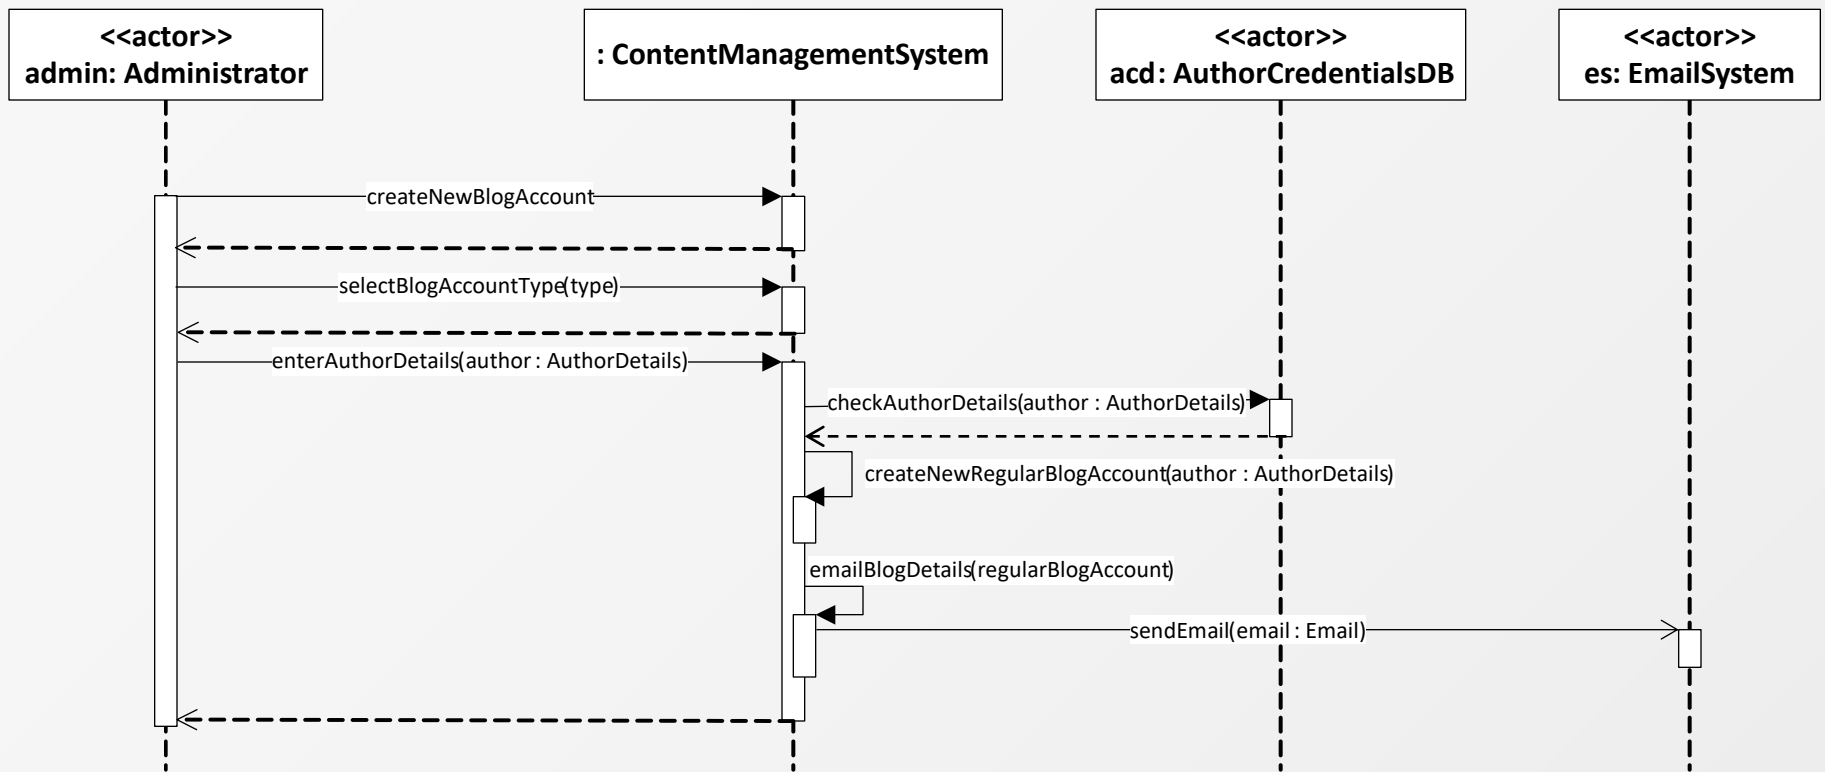 <<actor>>
admin: Administrator
: ContentManagementSystem
<<actor>>
acd: AuthorCredentialsDB
<<actor>>
es: EmailSystem
createNewBlogAccount
selectBlogAccountType(type)
enterAuthorDetails(author : AuthorDetails)
checkAuthorDetails(author : AuthorDetails)
createNewRegularBlogAccount(author : AuthorDetails)
emailBlogDetails(regularBlogAccount)
sendEmail(email : Email)